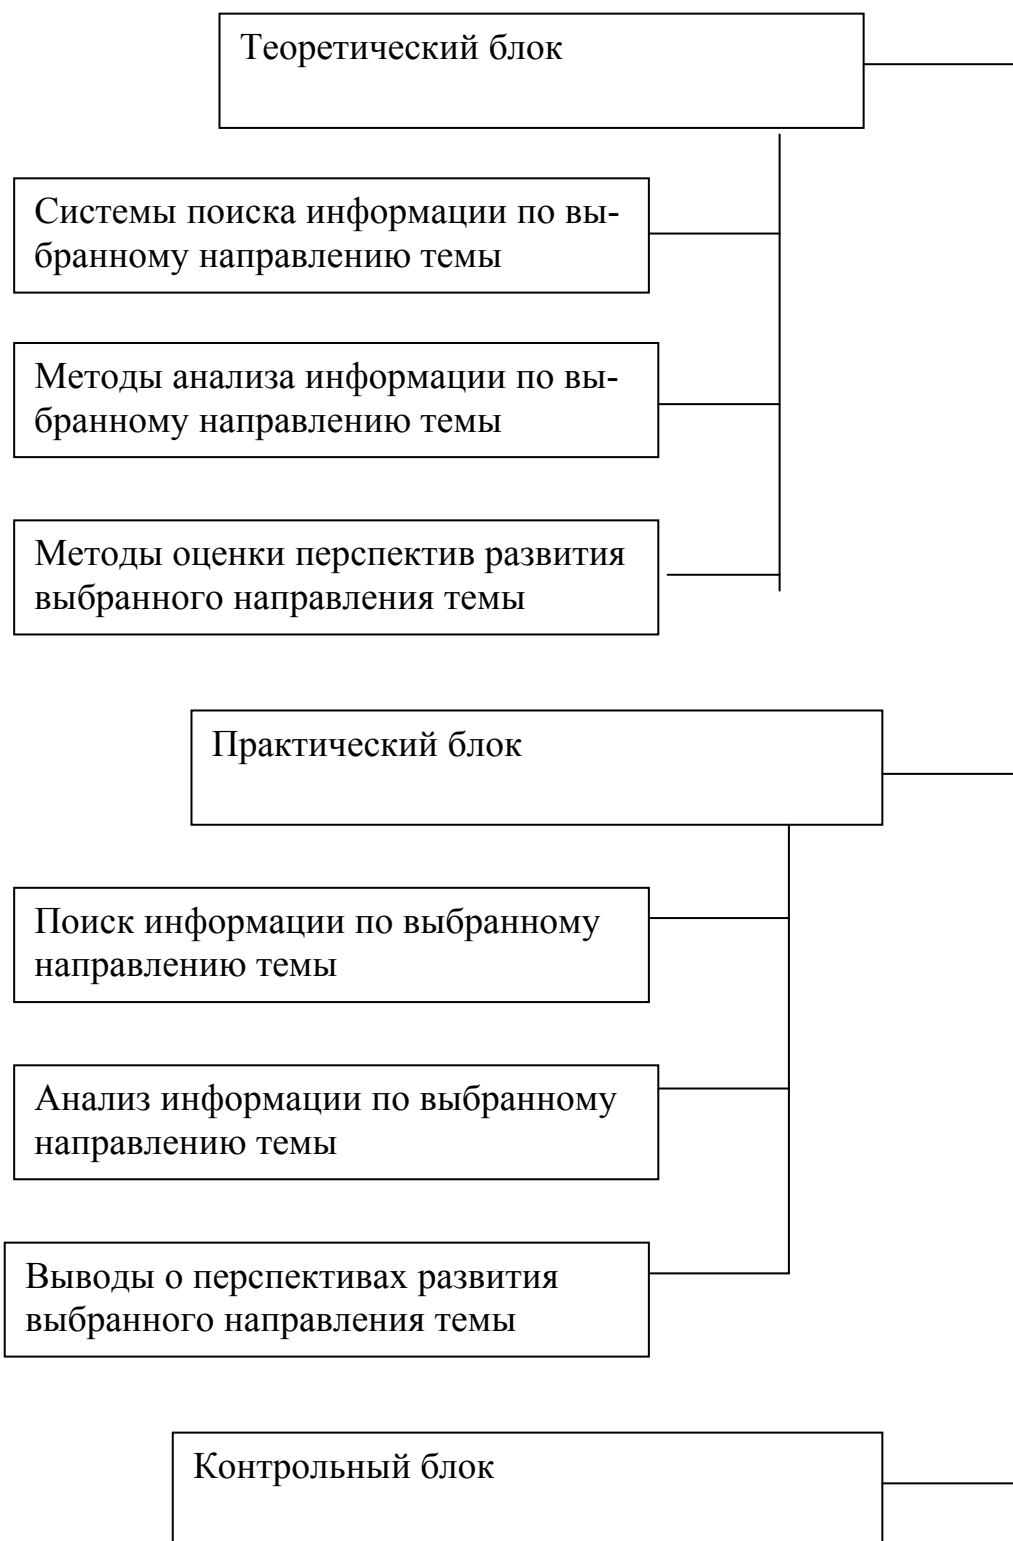 Теоретический блок
Системы поиска информации по вы-
бранному направлению темы
Методы анализа информации по вы-
бранному направлению темы
Методы оценки перспектив развития
выбранного направления темы
Практический блок
Поиск информации по выбранному
направлению темы
Анализ информации по выбранному
направлению темы
Выводы о перспективах развития
выбранного направления темы
Контрольный блок